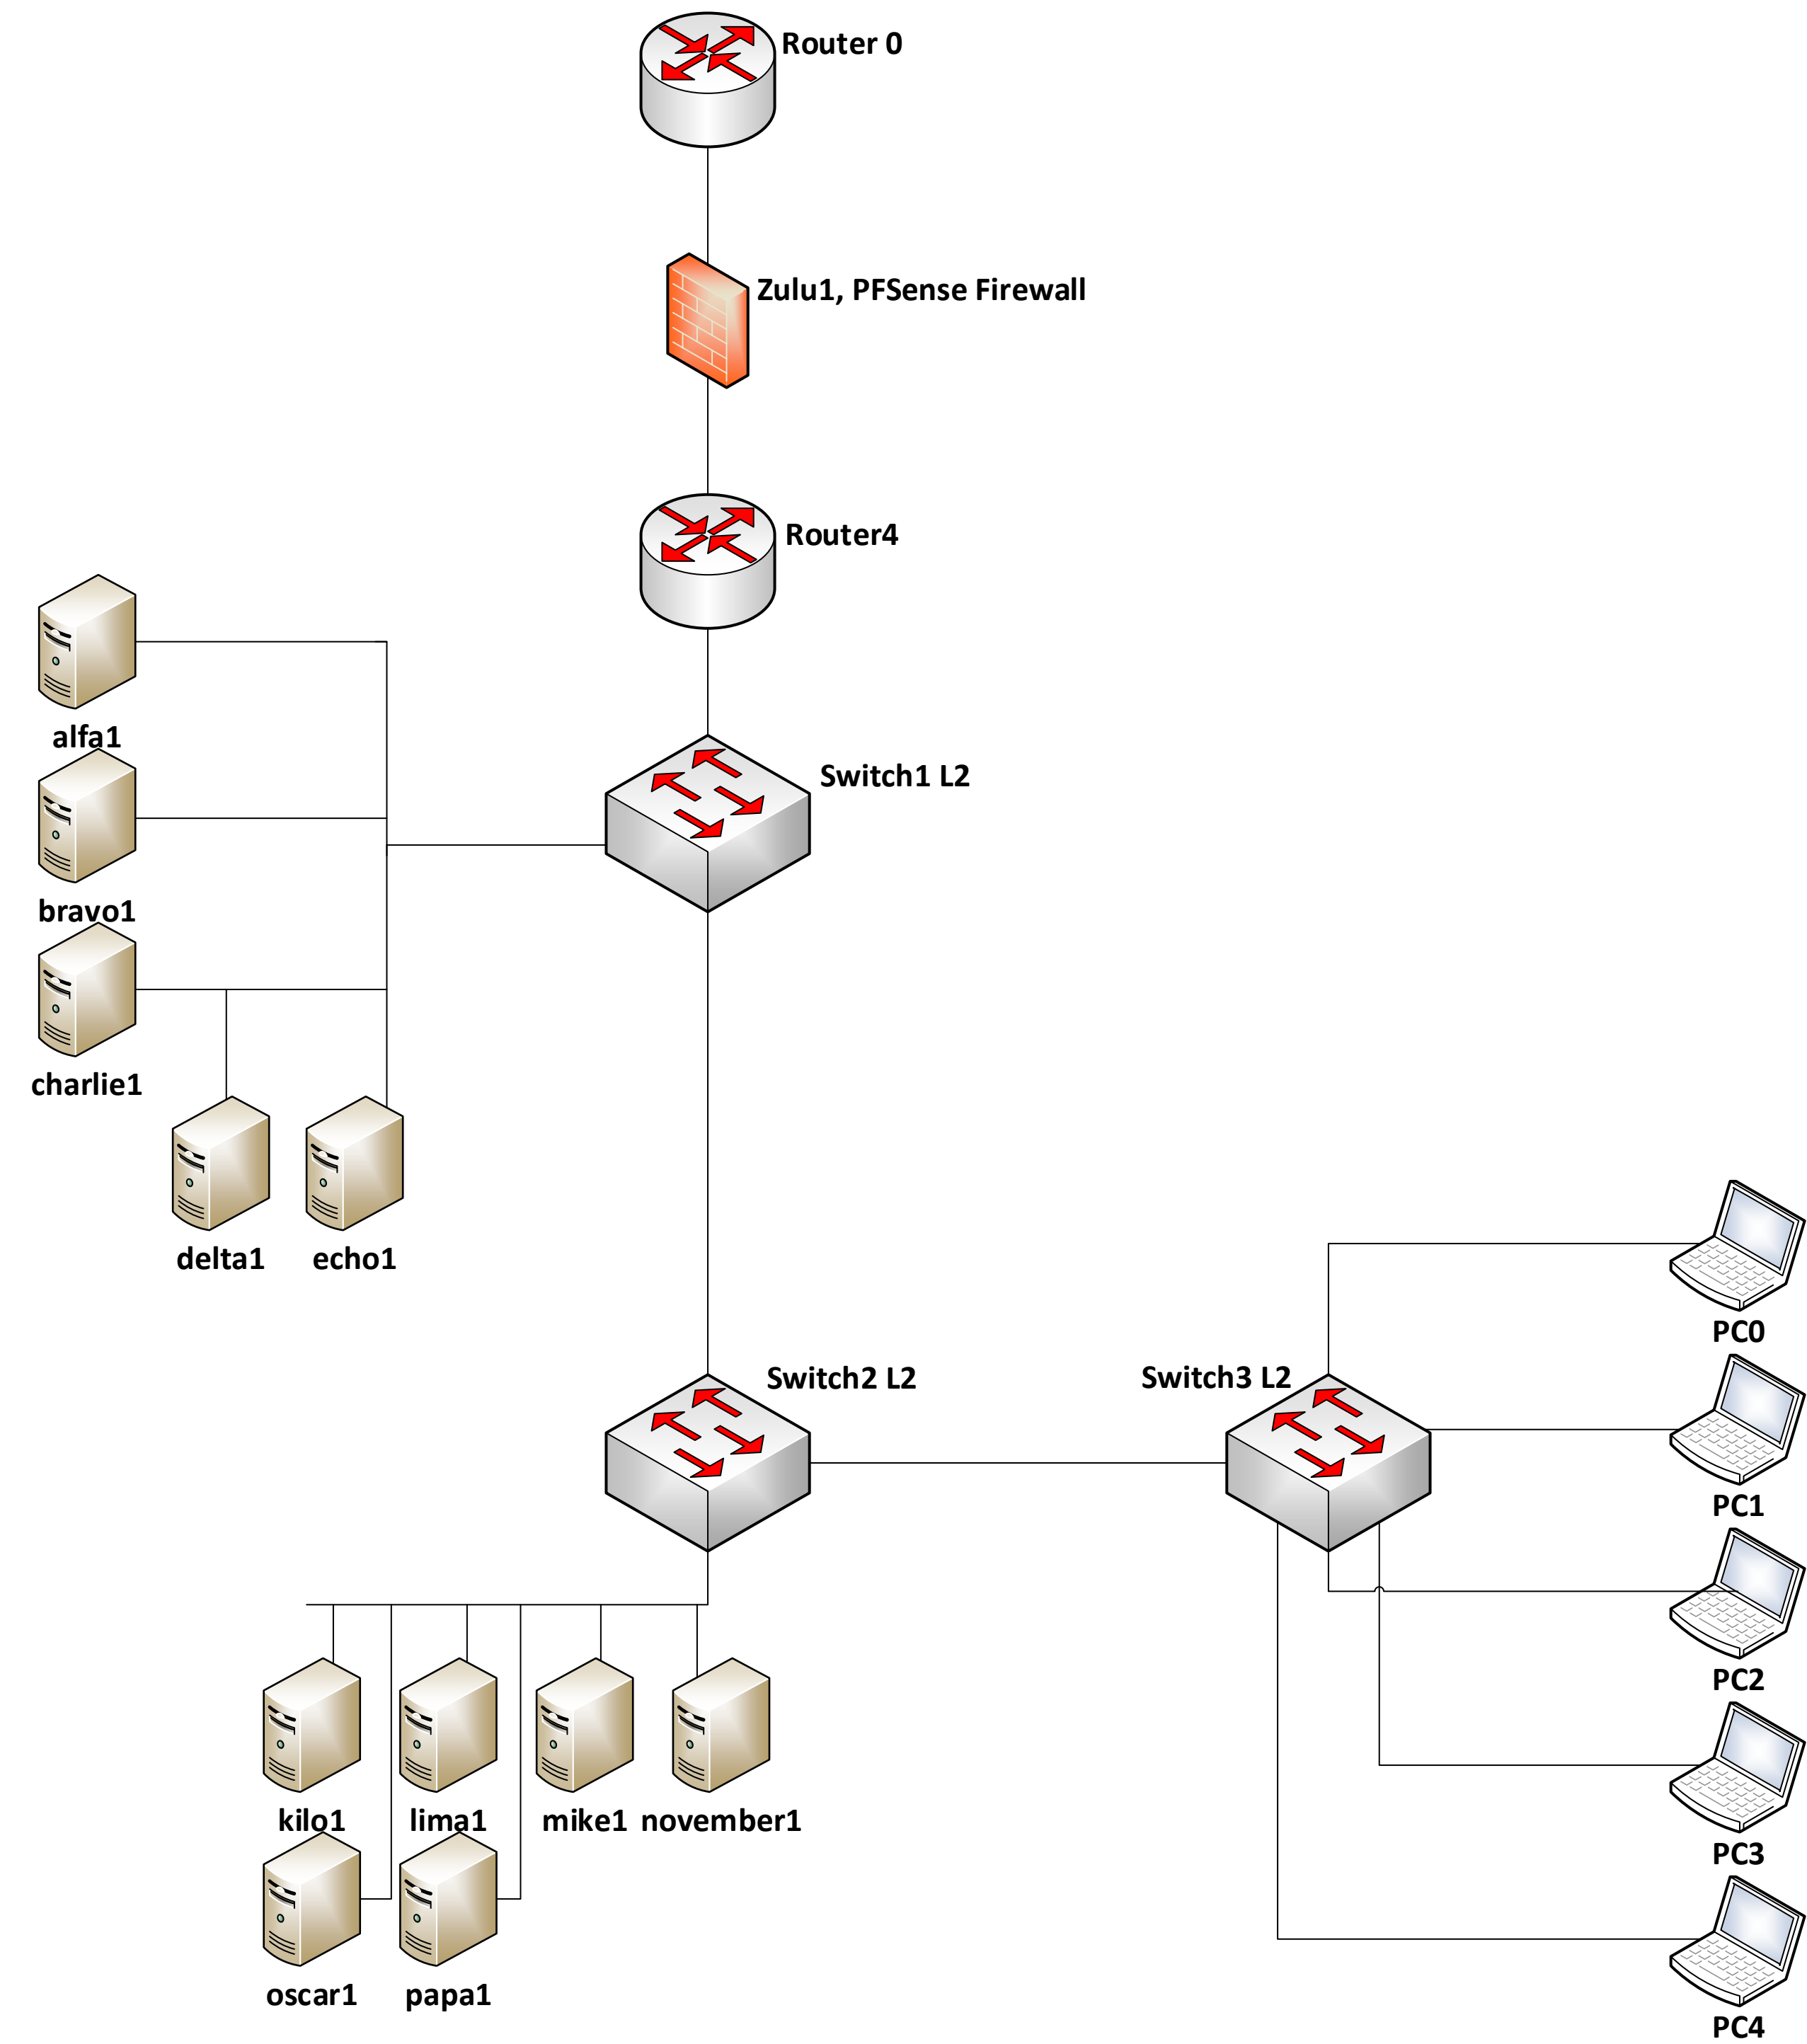 Router 0
Zulu1, PFSense Firewall
Router4
alfa1
Switch1 L2
bravo1
charlie1
delta1
echo1
PC0
Switch2 L2
Switch3 L2
PC1
PC2
kilo1
lima1
mike1
november1
PC3
oscar1
papa1
PC4